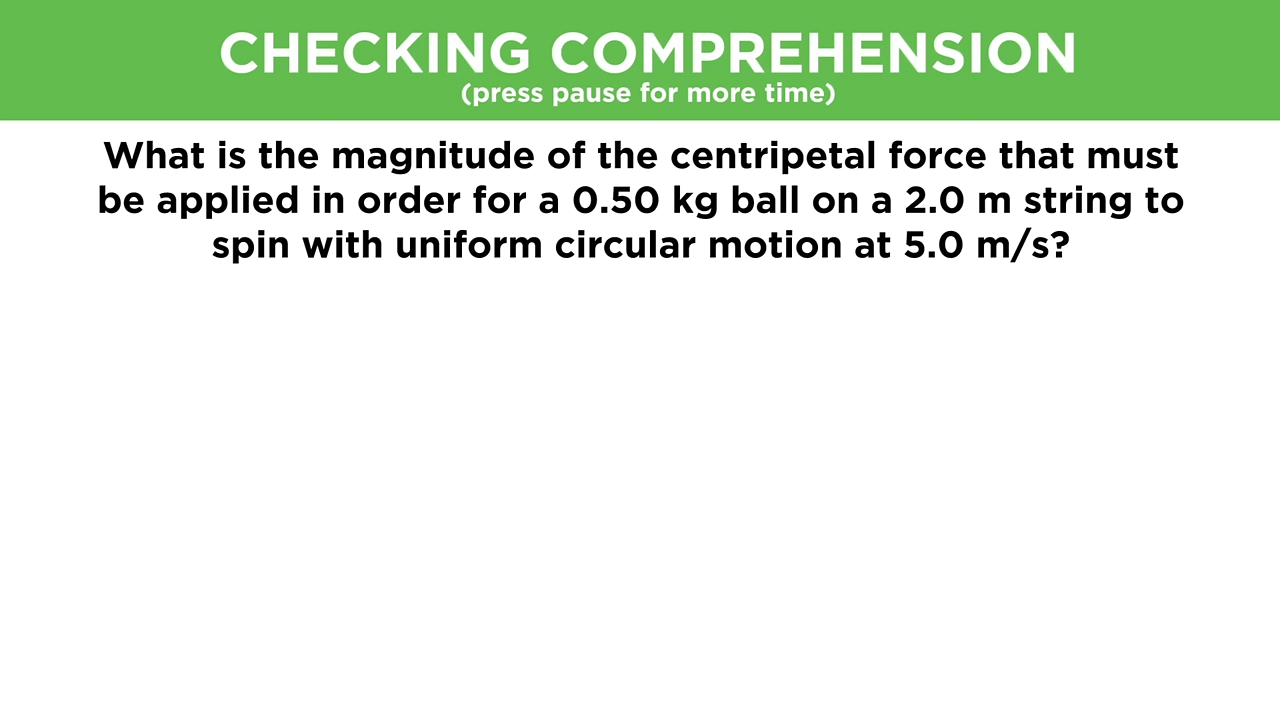 CHECKING COMPREHENSION
(press pause for more time)
What is the magnitude of the centripetal force that must
be applied in order for a 0.50 kg ball on a 2.0 m string to
spin with uniform circular motion at 5.0 m/s?